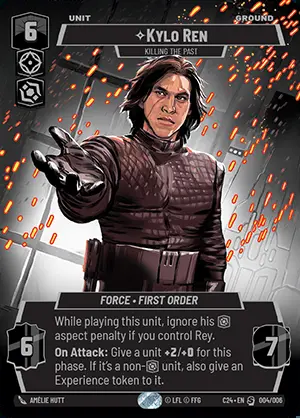 UNIT
GROUND
6
Kylo Ren
KILLING THE PAST
FORCE • FIRST ORDER
While playing this unit, ignore his
aspect penalty if you control Rey.
On Attack: Give a unit +2/+0 for this
phase. If it's a non- unit, also give an
Experience token to it.
6
7
AMÉLIE HUTT
© LFL © FFG
C24 • EN
004/006